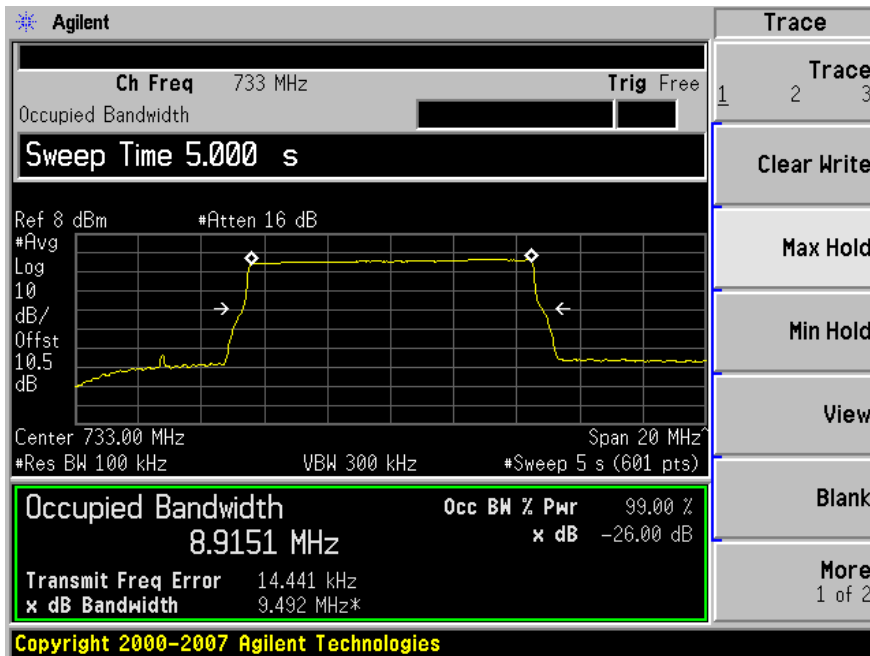 Agilent
Trace
Ch Freq 733 MHz Trig Free
Occupied Bandwidth
Sweep Time 5.000 s
Ref 8 dBm #Atten 16 dB
#Avg
Log
10
dB/
Offst
10.5
dB
Center 733.00 MHz Span 20 MHz^
#Res BW 100 kHz VBW 300 kHz #Sweep 5 s (601 pts)
Occupied Bandwidth
8.9151 MHz
Occ BW % Pwr 99.00 %
x dB -26.00 dB
Transmit Freq Error 14.441 kHz
x dB Bandwidth 9.492 MHz*
Copyright 2000-2007 Agilent Technologies
Trace
1 2 3
Clear Write
Max Hold
Min Hold
View
Blank
More
1 of 2